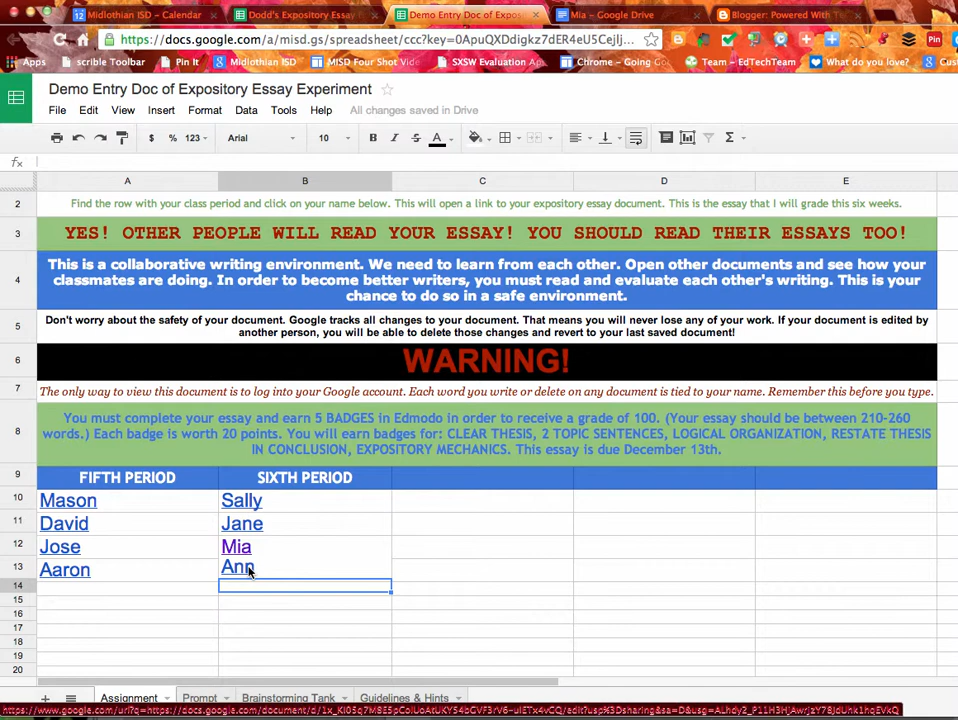 Midlothian ISD – Calendar
Dodd's Expository Essay
Demo Entry Doc of Exposi
Mia – Google Drive
Blogger: Powered With
https://docs.google.com/a/misd.gs/spreadsheet/ccc?key=0ApuQXDdigkz7dER4eU5Cejlj...
Apps
scrible Toolbar
Pin It
Midlothian ISD
MISD Four Shot Vide
SXSW Evaluation Ap
Chrome – Going Go
Team – EdTechTeam
What do you love?
Demo Entry Doc of Expository Essay Experiment
File Edit View Insert Format Data Tools Help All changes saved in Drive
$ % 123 Arial 10 B I S A Σ
fx
A B C D E
2 Find the row with your class period and click on your name below. This will open a link to your expository essay document. This is the essay that I will grade this six weeks.
3 YES! OTHER PEOPLE WILL READ YOUR ESSAY! YOU SHOULD READ THEIR ESSAYS TOO!
This is a collaborative writing environment. We need to learn from each other. Open other documents and see how your
4 classmates are doing. In order to become better writers, you must read and evaluate each other's writing. This is your
chance to do so in a safe environment.
5 Don't worry about the safety of your document. Google tracks all changes to your document. That means you will never lose any of your work. If your document is edited by
another person, you will be able to delete those changes and revert to your last saved document!
6 WARNING!
7 The only way to view this document is to log into your Google account. Each word you write or delete on any document is tied to your name. Remember this before you type.
You must complete your essay and earn 5 BADGES in Edmodo in order to receive a grade of 100. (Your essay should be between 210-260
8 words.) Each badge is worth 20 points. You will earn badges for: CLEAR THESIS, 2 TOPIC SENTENCES, LOGICAL ORGANIZATION, RESTATE THESIS
IN CONCLUSION, EXPOSITORY MECHANICS. This essay is due December 13th.
9 FIFTH PERIOD SIXTH PERIOD
10 Mason Sally
11 David Jane
12 Jose Mia
13 Aaron Ann
14
15
16
17
18
19
20
Assignment Prompt Brainstorming Tank Guidelines & Hints